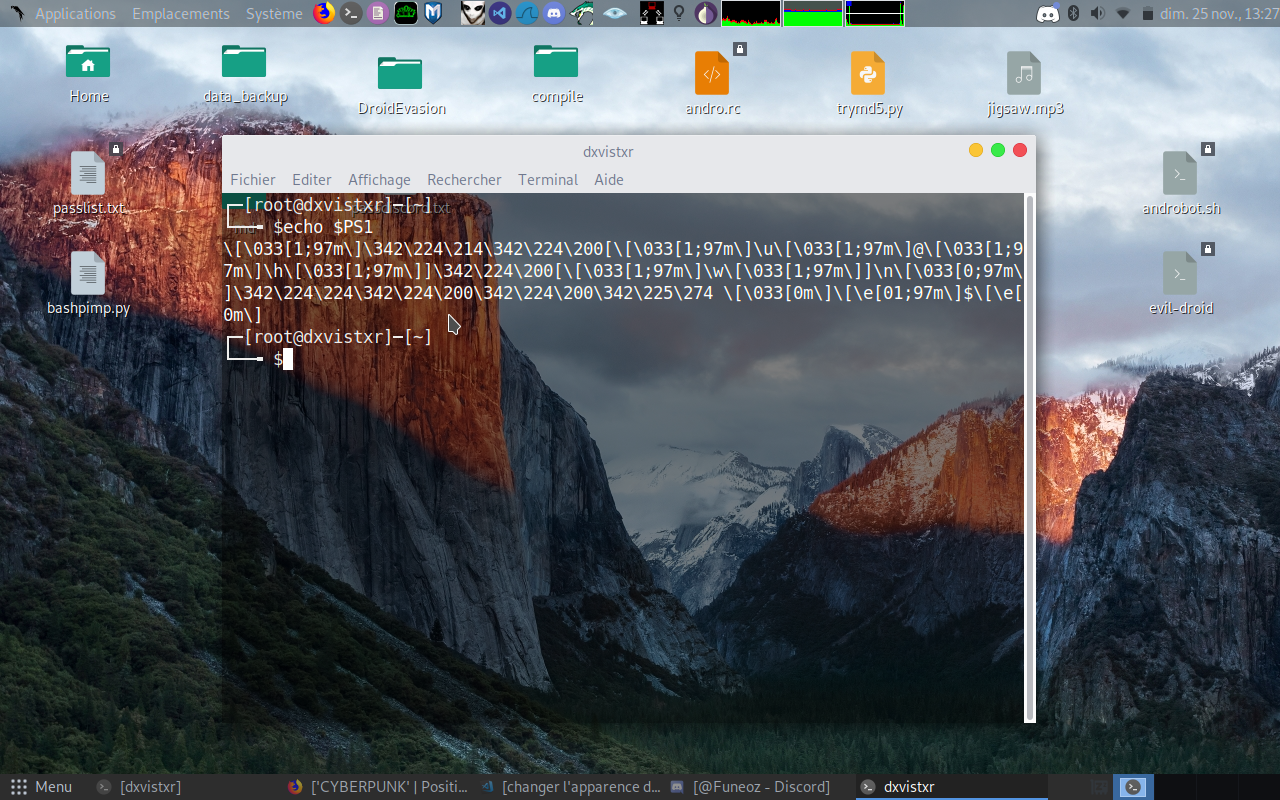 Applications Emplacements Système dim. 25 nov., 13:27
Home data_backup DroidEvasion compile andro.rc trymd5.py jigsaw.mp3
passlist.txt androbot.sh
bashpimp.py evil-droid
dxvistxr
Fichier Editer Affichage Rechercher Terminal Aide
┌─[root@dxvistxr]─[~]
└──╼ $echo $PS1
\[\033[1;97m\]\342\224\214\342\224\200[\[\033[1;97m\]\u\[\033[1;97m\]@\[\033[1;9
7m\]\h\[\033[1;97m\]]\342\224\200[\[\033[1;97m\]\w\[\033[1;97m\]]\n\[\033[0;97m\
]\342\224\224\342\224\200\342\224\200\342\225\274 \[\033[0m\]\[\e[01;97m\]$\[\e[
0m\]
┌─[root@dxvistxr]─[~]
└──╼ $
Menu [dxvistxr] ['CYBERPUNK' | Positi... [changer l'apparence d... [@Funeoz - Discord] dxvistxr